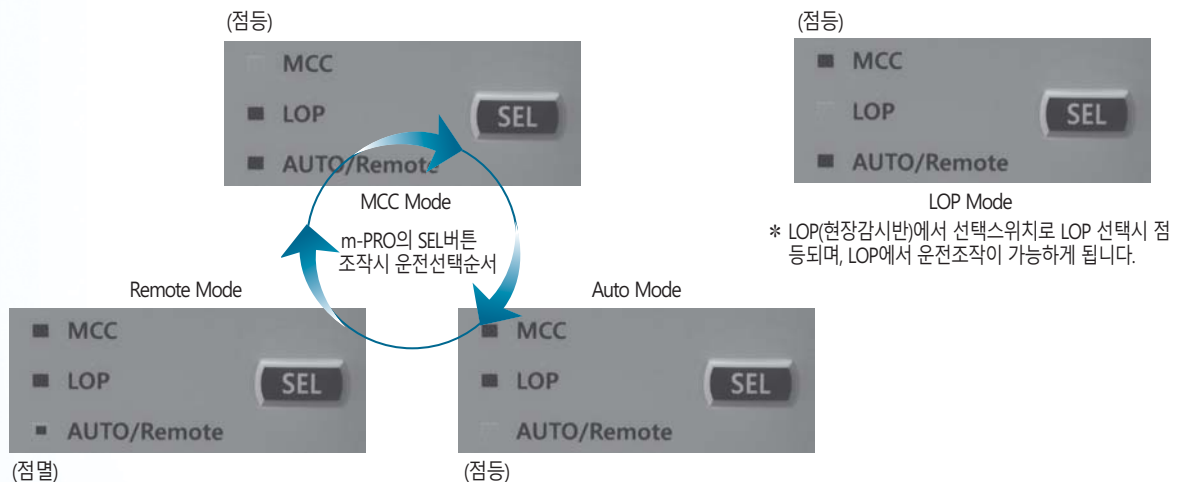 (점등)
MCC
LOP
SEL
AUTO/Remote
MCC Mode
m-PRO의 SEL버튼
조작시 운전선택순서
(점등)
MCC
LOP
SEL
AUTO/Remote
LOP Mode
* LOP(현장감시반)에서 선택스위치로 LOP 선택시 점
등되며, LOP에서 운전조작이 가능하게 됩니다.
Remote Mode
MCC
LOP
SEL
AUTO/Remote
(점멸)
Auto Mode
MCC
LOP
SEL
AUTO/Remote
(점등)